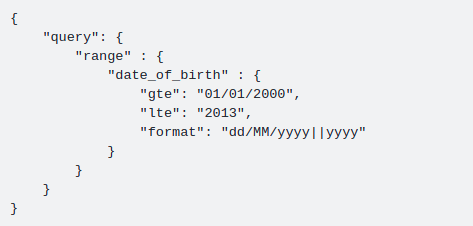 {
    "query": {
        "range" : {
            "date_of_birth" : {
                "gte": "01/01/2000",
                "lte": "2013",
                "format": "dd/MM/yyyy||yyyy"
            }
        }
    }
}